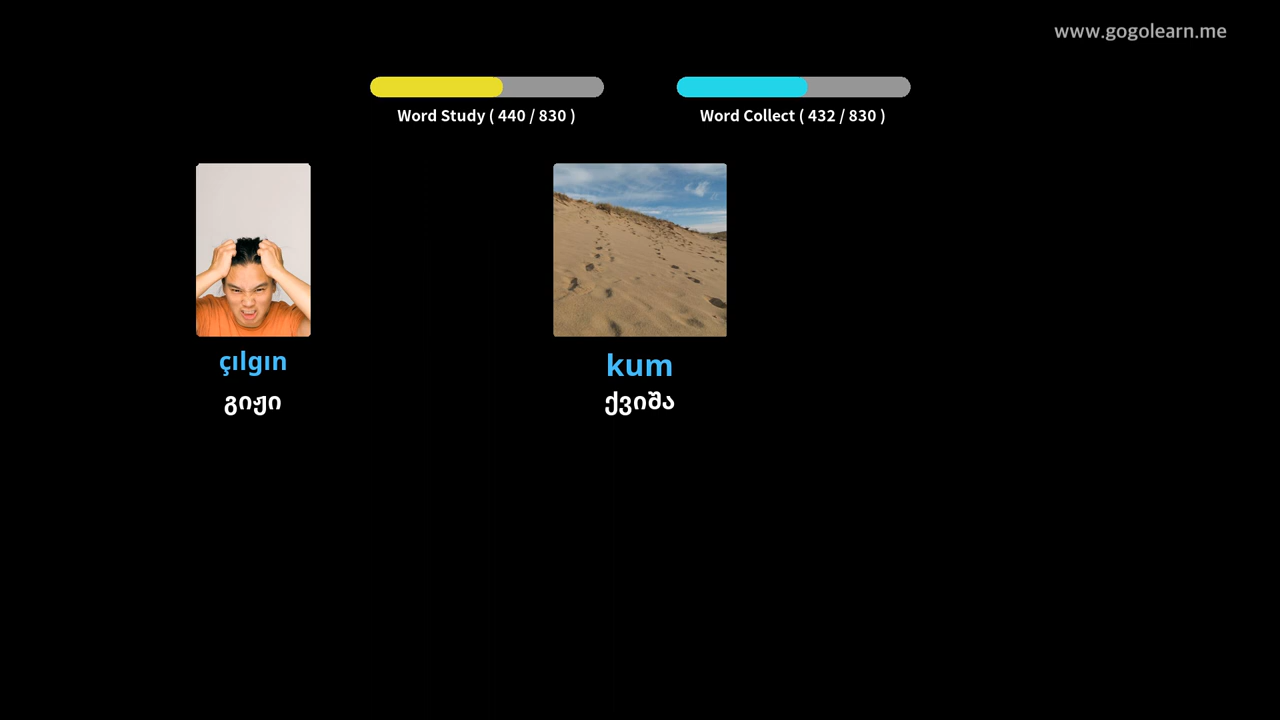 www.gogolearn.me
Word Study ( 440 / 830 )
Word Collect ( 432 / 830 )
çılgın
გიჟი
kum
ქვიშა